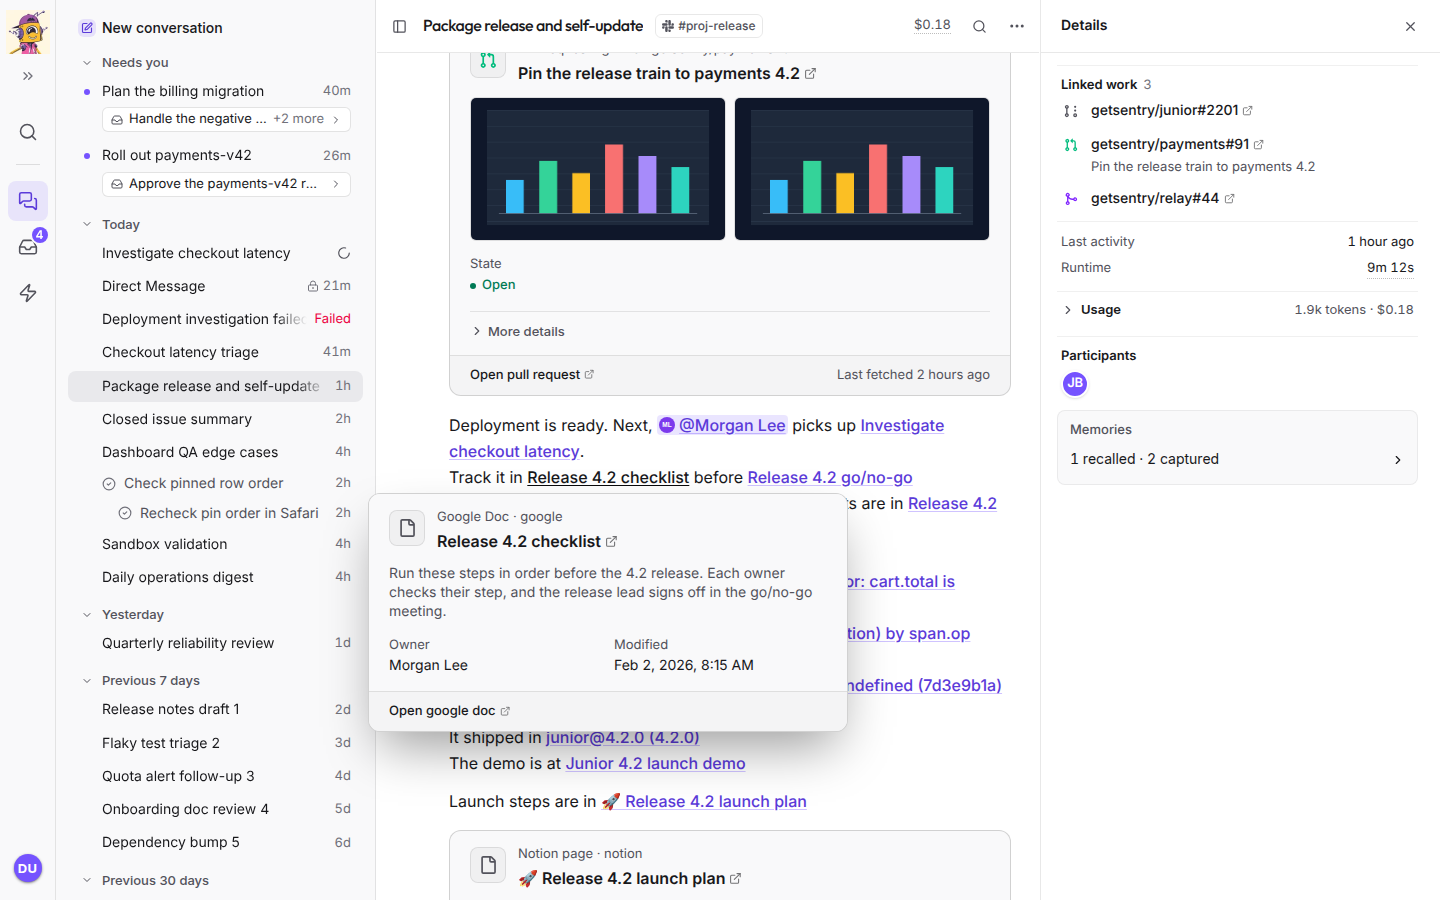 New conversation
Needs you
Plan the billing migration 40m
Handle the negative ... +2 more
Roll out payments-v42 26m
Approve the payments-v42 r...
Today
Investigate checkout latency
Direct Message 21m
Deployment investigation failed Failed
Checkout latency triage 41m
Package release and self-update 1h
Closed issue summary 2h
Dashboard QA edge cases 4h
Check pinned row order 2h
Recheck pin order in Safari 2h
Sandbox validation 4h
Daily operations digest 4h
Yesterday
Quarterly reliability review 1d
Previous 7 days
Release notes draft 1 2d
Flaky test triage 2 3d
Quota alert follow-up 3 4d
Onboarding doc review 4 5d
Dependency bump 5 6d
Previous 30 days
4
DU
Package release and self-update #proj-release $0.18
Pin the release train to payments 4.2
State
Open
More details
Open pull request Last fetched 2 hours ago
Deployment is ready. Next, ML @Morgan Lee picks up Investigate
checkout latency.
Track it in Release 4.2 checklist before Release 4.2 go/no-go
s are in Release 4.2
or: cart.total is
tion) by span.op
ndefined (7d3e9b1a)
Google Doc · google
Release 4.2 checklist
Run these steps in order before the 4.2 release. Each owner
checks their step, and the release lead signs off in the go/no-go
meeting.
Owner Modified
Morgan Lee Feb 2, 2026, 8:15 AM
Open google doc
It shipped in junior@4.2.0 (4.2.0)
The demo is at Junior 4.2 launch demo
Launch steps are in 🚀 Release 4.2 launch plan
Notion page · notion
🚀 Release 4.2 launch plan
Details
Linked work 3
getsentry/junior#2201
getsentry/payments#91
Pin the release train to payments 4.2
getsentry/relay#44
Last activity 1 hour ago
Runtime 9m 12s
Usage 1.9k tokens · $0.18
Participants
JB
Memories
1 recalled · 2 captured